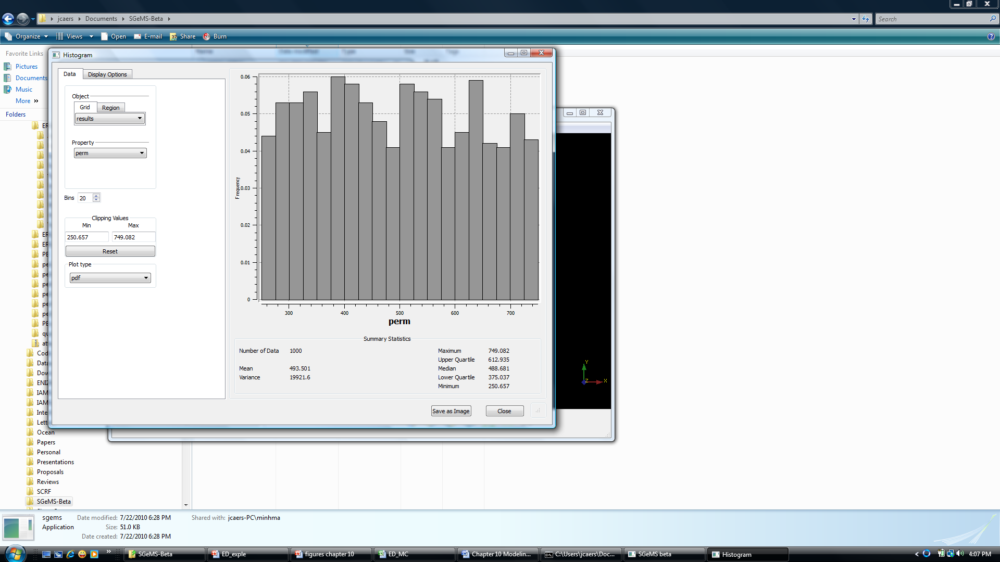 jcaers Documents SGeMS-Beta
Search
Organize Views Open E-mail Share Burn
Favorite Links
Pictures
Documents
Music
More »
Folders
Histogram
Data Display Options
Object
Grid Region
results
Property
perm
Bins 20
Clipping Values
Min Max
250.657 749.082
Reset
Plot type
pdf
0.06
0.05
0.04
0.03
0.02
0.01
0
Frequency
300 400 500 600 700
perm
Summary Statistics
Number of Data 1000
Mean 493.501
Variance 19921.6
Maximum 749.082
Upper Quartile 612.935
Median 488.681
Lower Quartile 375.037
Minimum 250.657
Save as Image Close
Y
Z X
ER
ER
ER
PE
pe
pe
pe
pe
pe
pe
PE
qu
at
Cod
Data
Dow
ENI
IAM
IAM
Inte
Lett
Ocean
Papers
Personal
Presentations
Proposals
Reviews
SCRF
SGeMS-Beta
sgems Date modified: 7/22/2010 6:28 PM Shared with: jcaers-PC\minhma
Application Size: 51.0 KB
Date created: 7/22/2010 6:28 PM
SGeMS-Beta ED_exple figures chapter 10 ED_MC Chapter 10 Modelin... C:\Users\jcaers\Doc... SGeMS beta Histogram 4:07 PM